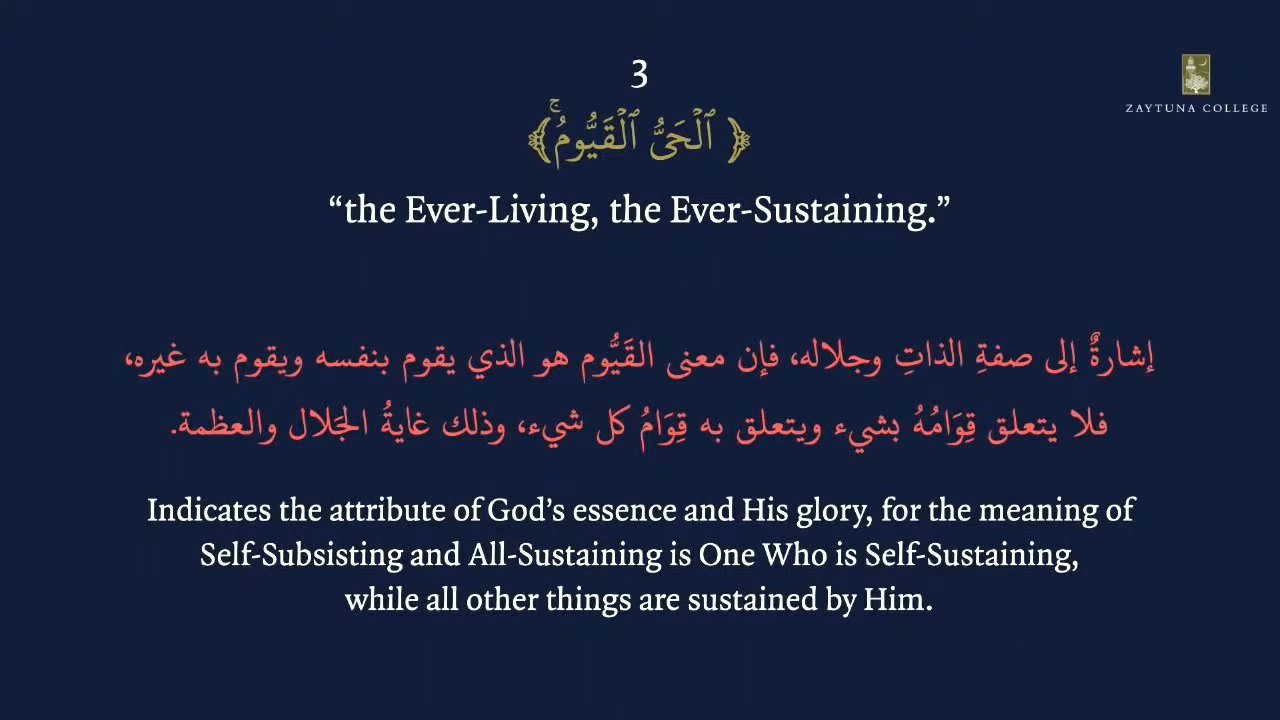 3
ZAYTUNA COLLEGE
﴿ ٱلْحَىُّ ٱلْقَيُّومُ ۚ﴾
“the Ever-Living, the Ever-Sustaining.”
إشارةٌ إلى صفةِ الذاتِ وجلاله، فإن معنى القَيُّوم هو الذي يقوم بنفسه ويقوم به غيره،
فلا يتعلق قِوَامُهُ بشيء ويتعلق به قِوَامُ كل شيء، وذلك غايةُ الجَلال والعظمة.
Indicates the attribute of God’s essence and His glory, for the meaning of
Self-Subsisting and All-Sustaining is One Who is Self-Sustaining,
while all other things are sustained by Him.